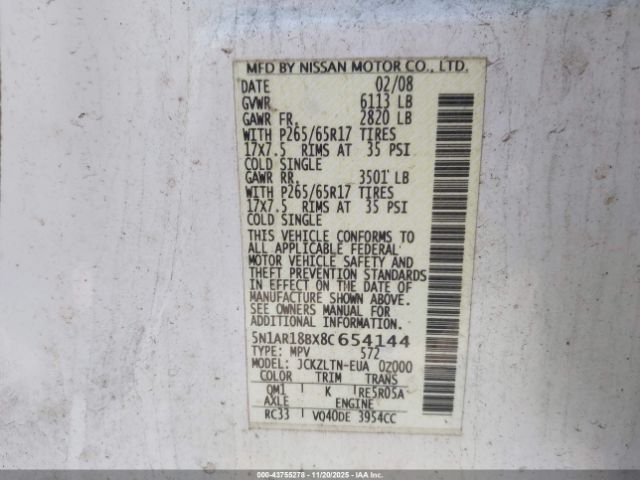 MFD BY NISSAN MOTOR CO., LTD.
DATE 02/08
GVWR 6113 LB
GAWR FR. 2820 LB
WITH P265/65R17 TIRES
17X7.5 RIMS AT 35 PSI
COLD SINGLE
GAWR RR. 3501 LB
WITH P265/65R17 TIRES
17X7.5 RIMS AT 35 PSI
COLD SINGLE
THIS VEHICLE CONFORMS TO
ALL APPLICABLE FEDERAL
MOTOR VEHICLE SAFETY AND
THEFT PREVENTION STANDARDS
IN EFFECT ON THE DATE OF
MANUFACTURE SHOWN ABOVE.
SEE OWNERS MANUAL FOR
ADDITIONAL INFORMATION.
5N1AR18BX8C654144
TYPE: MPV 572
MODEL: JCKZLTN-EUA 0Z000
COLOR TRIM TRANS
QM1 K RE5R05A
AXLE ENGINE
RC33 VQ40DE 3954CC
000-43755278 - 11/20/2025 - IAAHQCCPLACE